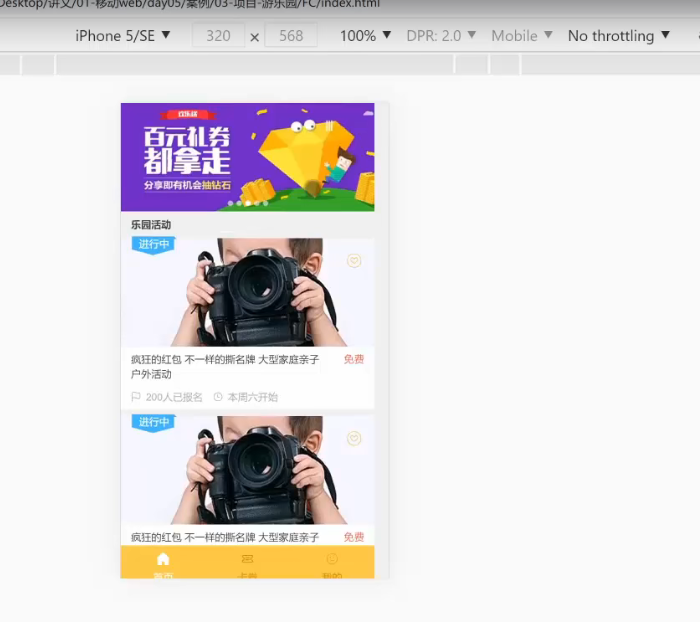 Desktop/讲义/01-移动web/day05/案例/03-项目-游乐园/FC/index.html
iPhone 5/SE ▼ 320 × 568 100% ▼ DPR: 2.0 ▼ Mobile ▼ No throttling ▼
百元礼券
都拿走
分享即有机会抽钻石
乐园活动
进行中
疯狂的红包 不一样的撕名牌 大型家庭亲子 免费
户外活动
200人已报名 本周六开始
进行中
疯狂的红包 不一样的撕名牌 大型家庭亲子 免费
首页 卡券 我的